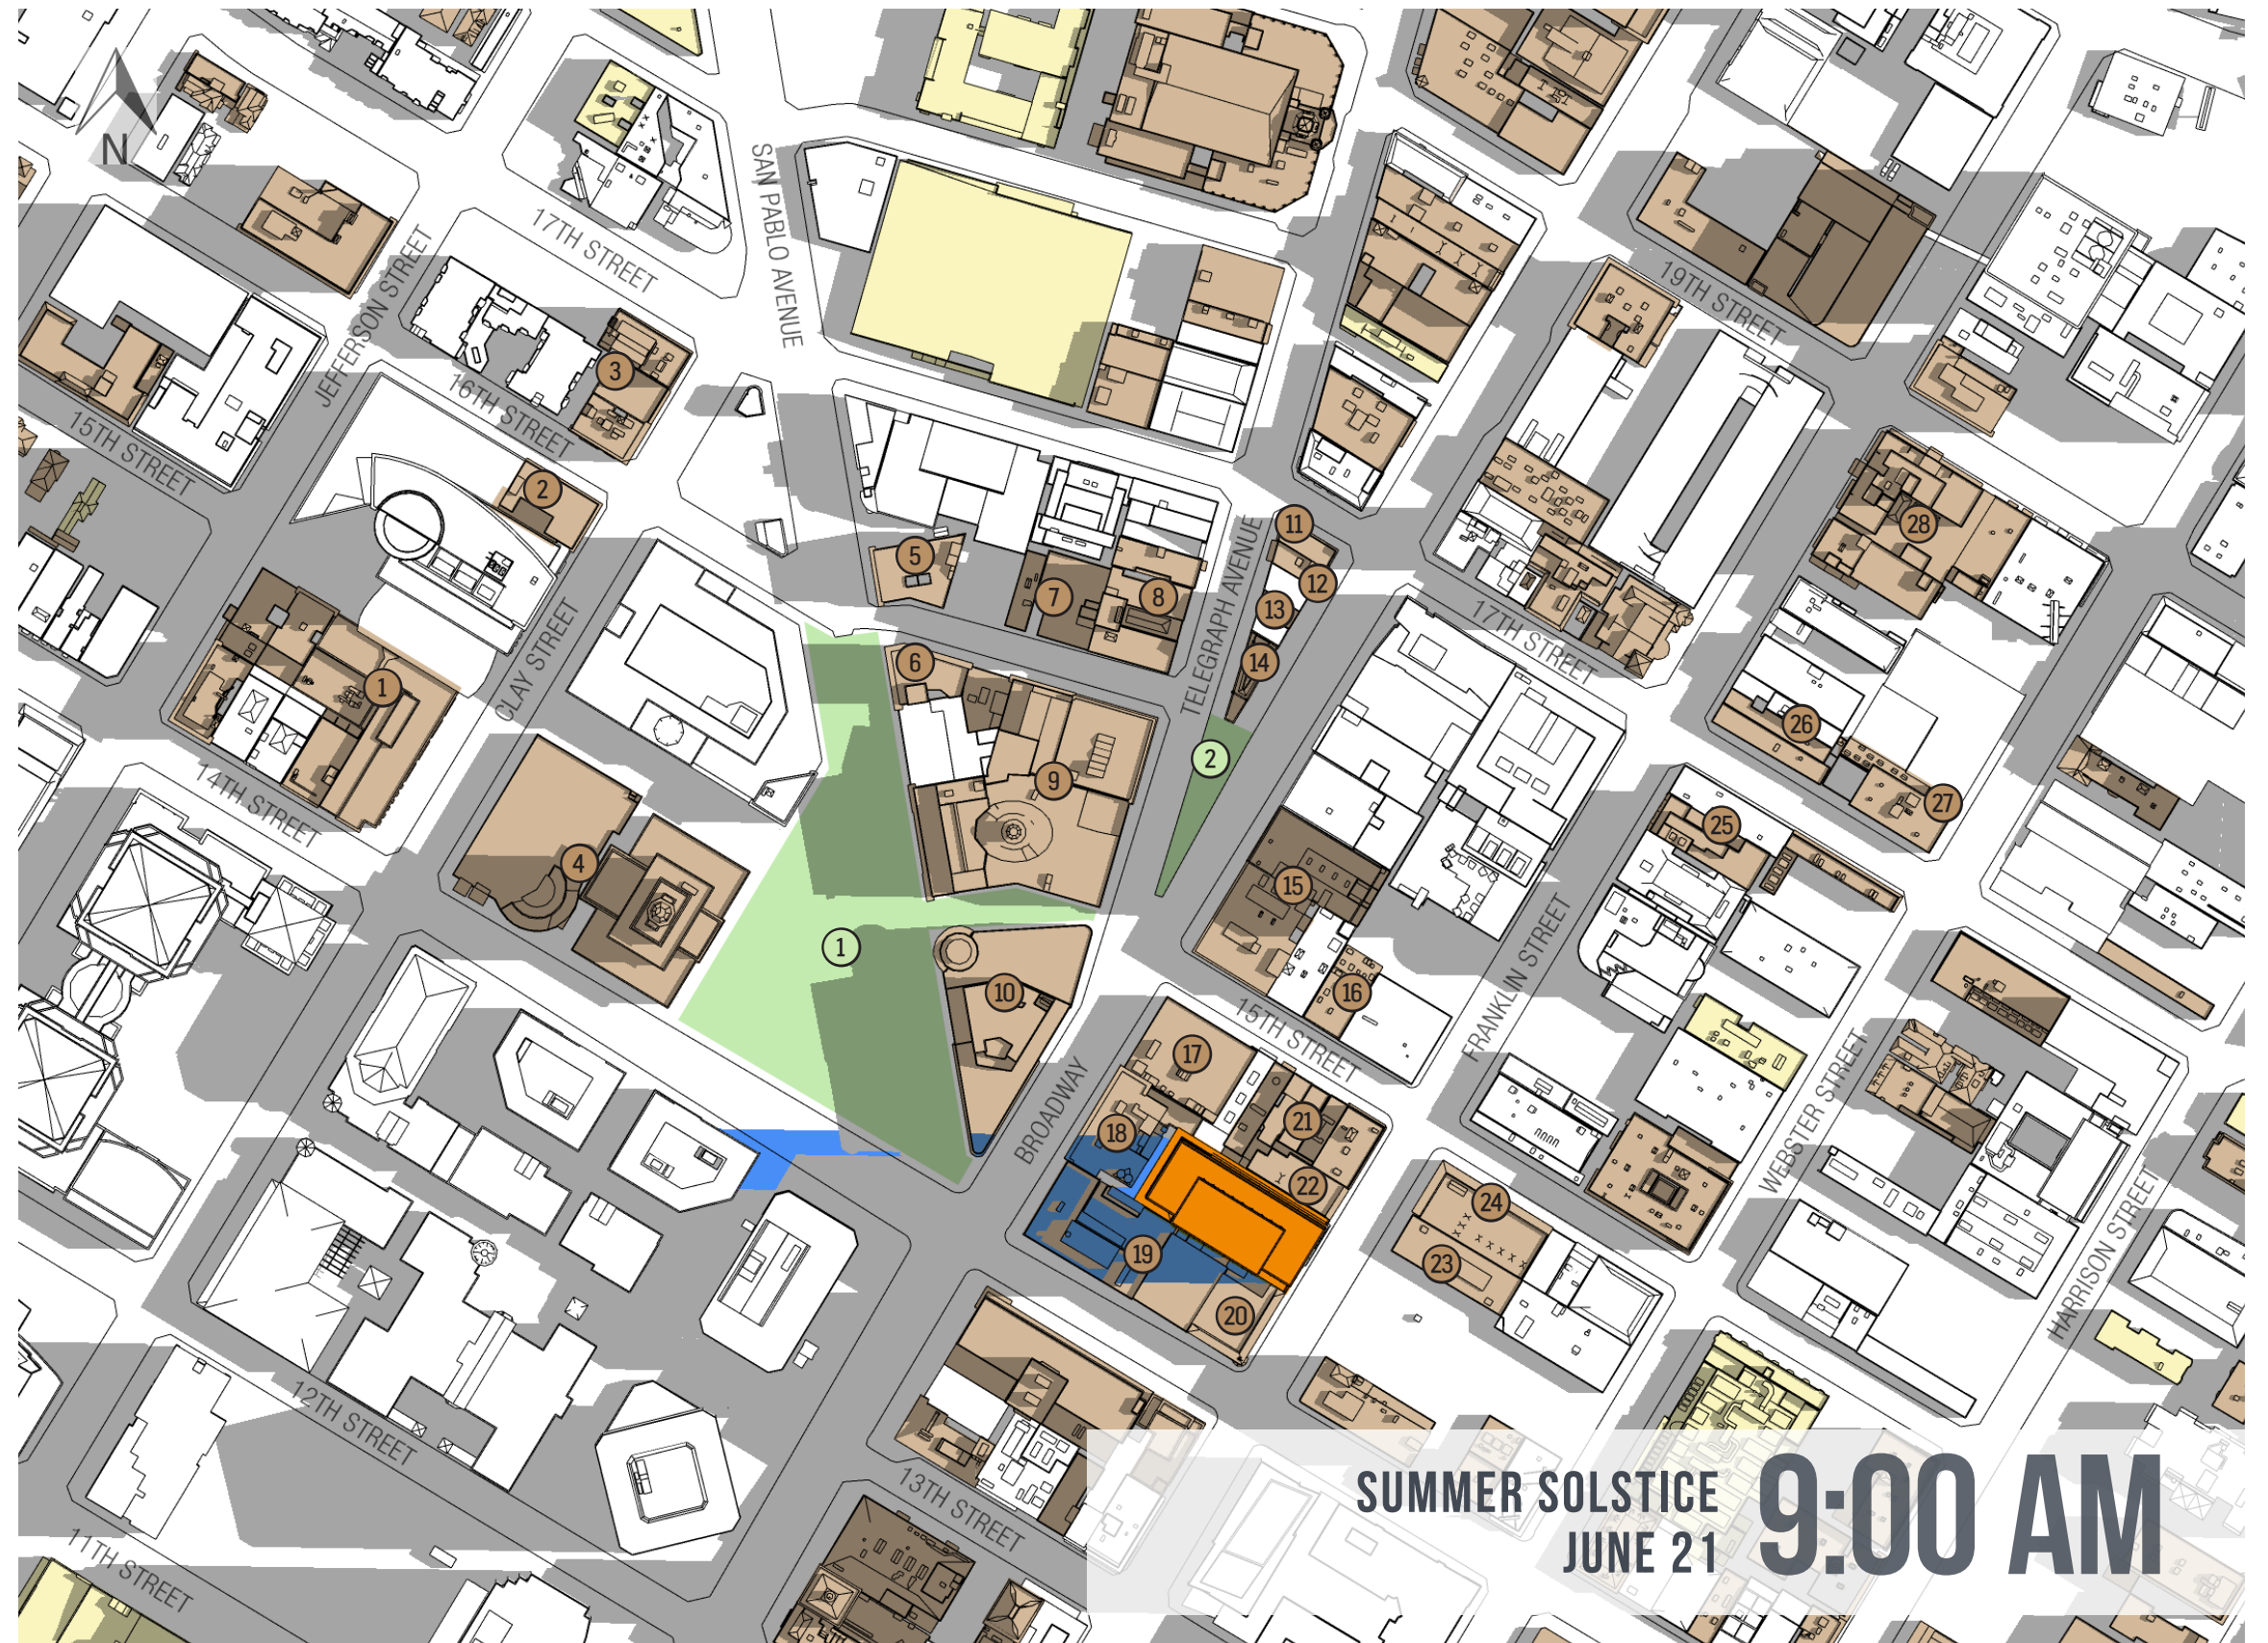 N
SAN PABLO AVENUE
17TH STREET
JEFFERSON STREET
19TH STREET
3
16TH STREET
15TH STREET
2
11
28
TELEGRAPH AVENUE
5
12
7
8
13
17TH STREET
6
14
1
CLAY STREET
26
2
9
14TH STREET
27
25
4
15
FRANKLIN STREET
1
10
16
15TH STREET
17
WEBSTER STREET
BROADWAY
21
18
22
24
HARRISON STREET
19
23
20
12TH STREET
13TH STREET
11TH STREET
SUMMER SOLSTICE
JUNE 21
9:00 AM